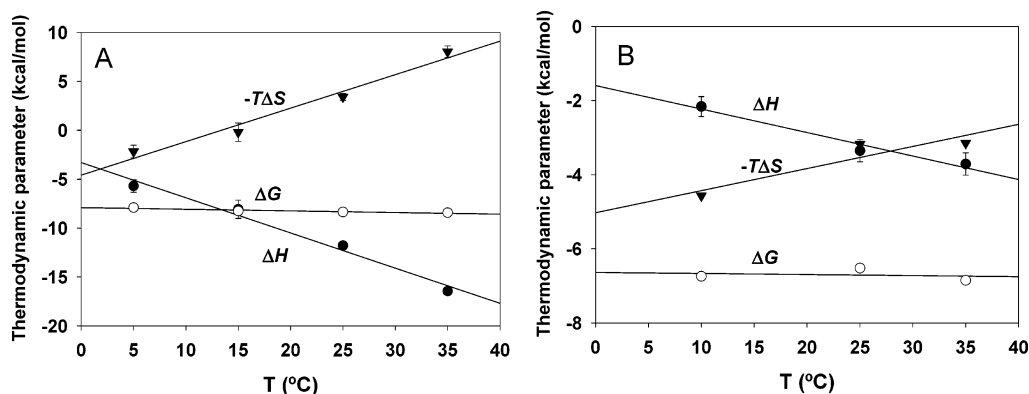 A
Thermodynamic parameter (kcal/mol)
10
5
0
-5
-10
-15
-20
-TΔS
ΔG
ΔH
0 5 10 15 20 25 30 35 40
T (ºC)
B
Thermodynamic parameter (kcal/mol)
0
-2
-4
-6
-8
ΔH
-TΔS
ΔG
0 5 10 15 20 25 30 35 40
T (ºC)